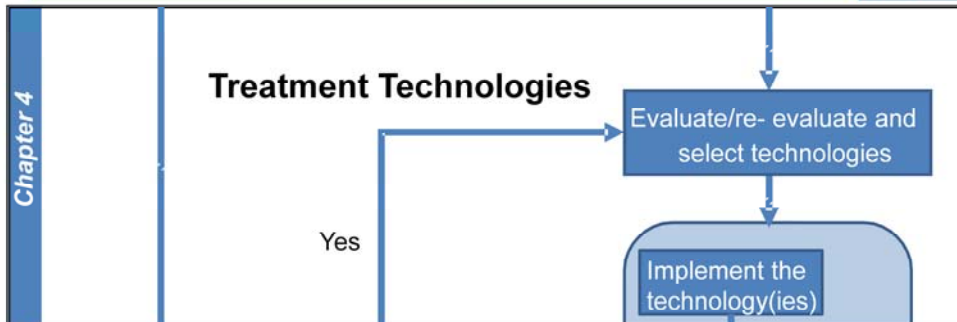 Chapter 4
Treatment Technologies
Evaluate/re- evaluate and
select technologies
Yes
Implement the
technology(ies)